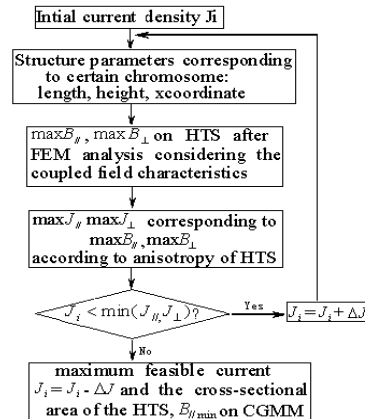 Intial current density Ji
Structure parameters corresponding
to certain chromosome:
length, height, xcoordinate
maxB//, maxB⊥ on HTS after
FEM analysis considering the
coupled field characteristics
maxJ// maxJ⊥ corresponding to
maxB//, maxB⊥
according to anisotropy of HTS
Ji < min(J//, J⊥)?
Yes
Ji = Ji + ΔJ
No
maximum feasible current
Ji = Ji - ΔJ and the cross-sectional
area of the HTS, B//min on CGMM